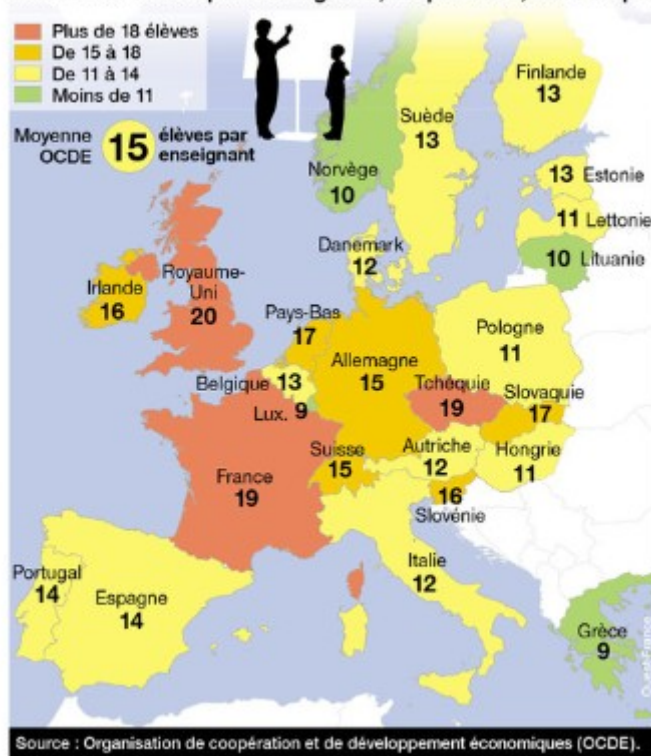 Plus de 18 élèves
De 15 à 18
De 11 à 14
Moins de 11
Moyenne
OCDE
15
élèves par
enseignant
Finlande
13
Suède
13
Norvège
10
13 Estonie
11 Lettonie
10 Lituanie
Danemark
12
Irlande
16
Royaume-
Uni
20
Pays-Bas
17
Pologne
11
Allemagne
15
Belgique 13
Tchéquie
19
Slovaquie
17
Lux. 9
Suisse
15
Autriche
12
Hongrie
11
France
19
16
Slovénie
Italie
12
Portugal
14
Espagne
14
Grèce
9
Ouest-France
Source : Organisation de coopération et de développement économiques (OCDE).